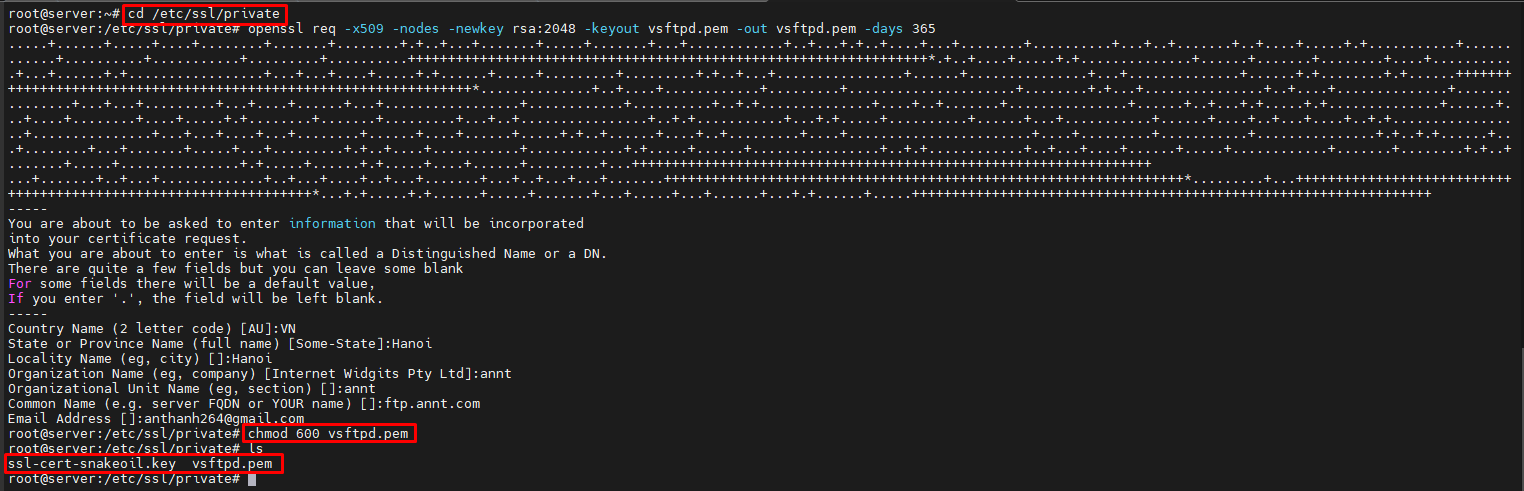 root@server:~# cd /etc/ssl/private
root@server:/etc/ssl/private# openssl req -x509 -nodes -newkey rsa:2048 -keyout vsftpd.pem -out vsftpd.pem -days 365
-----
You are about to be asked to enter information that will be incorporated
into your certificate request.
What you are about to enter is what is called a Distinguished Name or a DN.
There are quite a few fields but you can leave some blank
For some fields there will be a default value,
If you enter '.', the field will be left blank.
-----
Country Name (2 letter code) [AU]:VN
State or Province Name (full name) [Some-State]:Hanoi
Locality Name (eg, city) []:Hanoi
Organization Name (eg, company) [Internet Widgits Pty Ltd]:annt
Organizational Unit Name (eg, section) []:annt
Common Name (e.g. server FQDN or YOUR name) []:ftp.annt.com
Email Address []:anthanh264@gmail.com
root@server:/etc/ssl/private# chmod 600 vsftpd.pem
root@server:/etc/ssl/private# ls
ssl-cert-snakeoil.key  vsftpd.pem
root@server:/etc/ssl/private#